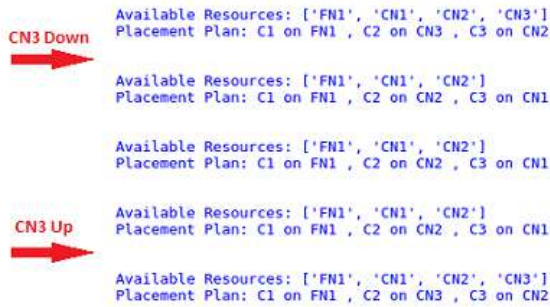 Available Resources: ['FN1', 'CN1', 'CN2', 'CN3']
Placement Plan: C1 on FN1 , C2 on CN3 , C3 on CN2
CN3 Down
Available Resources: ['FN1', 'CN1', 'CN2']
Placement Plan: C1 on FN1 , C2 on CN2 , C3 on CN1
Available Resources: ['FN1', 'CN1', 'CN2']
Placement Plan: C1 on FN1 , C2 on CN2 , C3 on CN1
Available Resources: ['FN1', 'CN1', 'CN2']
Placement Plan: C1 on FN1 , C2 on CN2 , C3 on CN1
CN3 Up
Available Resources: ['FN1', 'CN1', 'CN2', 'CN3']
Placement Plan: C1 on FN1 , C2 on CN3 , C3 on CN2